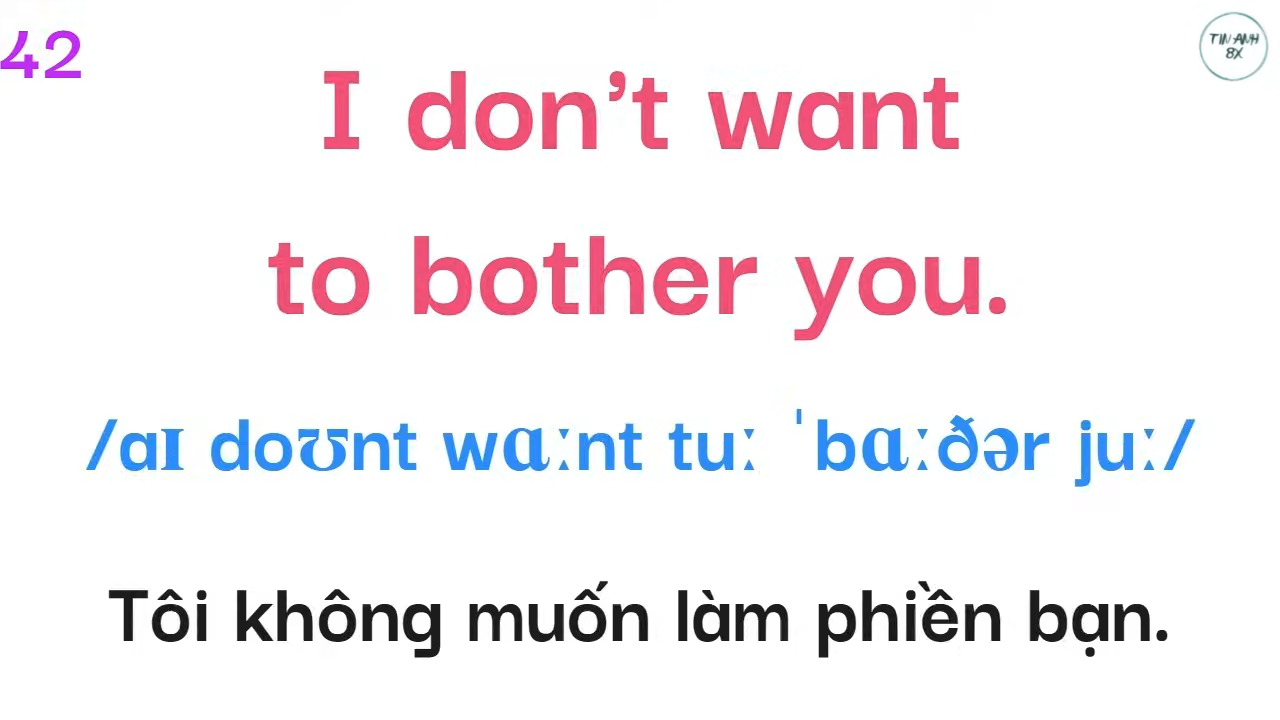 42
TIN ANH
8X
I don’t want
to bother you.
/aɪ doʊnt wɑːnt tuː ˈbɑːðər juː/
Tôi không muốn làm phiền bạn.